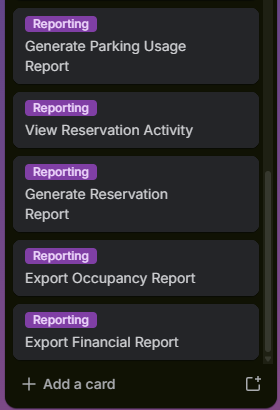 Reporting
Generate Parking Usage
Report
Reporting
View Reservation Activity
Reporting
Generate Reservation
Report
Reporting
Export Occupancy Report
Reporting
Export Financial Report
Add a card